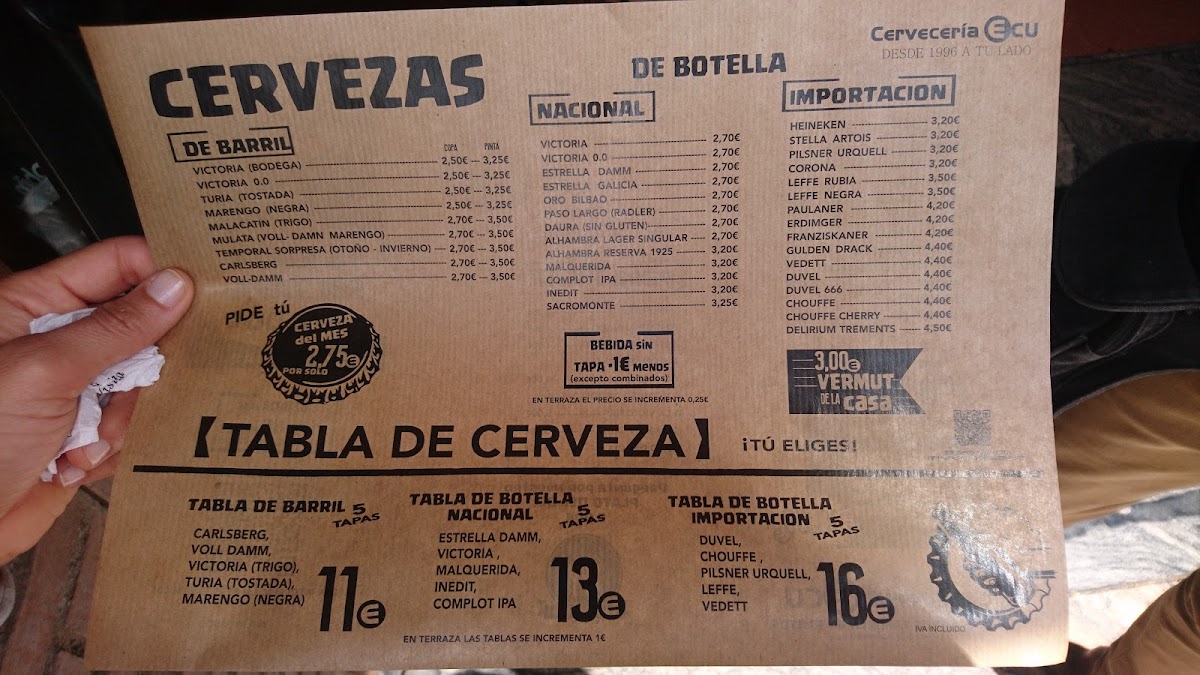 Cervecería ECU
DESDE 1996 A TU LADO
CERVEZAS
DE BARRIL
COPA PINTA
VICTORIA (BODEGA) 2,50€ --- 3,25€
VICTORIA 0.0 2,50€ --- 3,25€
TURIA (TOSTADA) 2,50€ --- 3,25€
MARENGO (NEGRA) 2,50€ --- 3,25€
MALACATIN (TRIGO) 2,70€ --- 3,50€
MULATA (VOLL- DAMN MARENGO) 2,70€ --- 3,50€
TEMPORAL SORPRESA (OTOÑO - INVIERNO) 2,70€ --- 3,50€
CARLSBERG 2,70€ --- 3,50€
VOLL-DAMM 2,70€ --- 3,50€
PIDE tú
CERVEZA
del MES
2,75€
POR SOLO
DE BOTELLA
NACIONAL
VICTORIA 2,70€
VICTORIA 0.0 2,70€
ESTRELLA DAMM 2,70€
ESTRELLA GALICIA 2,70€
ORO BILBAO 2,70€
PASO LARGO (RADLER) 2,70€
DAURA (SIN GLUTEN) 2,70€
ALHAMBRA LAGER SINGULAR 2,70€
ALHAMBRA RESERVA 1925 3,20€
MALQUERIDA 3,20€
COMPLOT IPA 3,20€
INEDIT 3,20€
SACROMONTE 3,25€
BEBIDA sin
TAPA -1€ MENOS
(excepto combinados)
EN TERRAZA EL PRECIO SE INCREMENTA 0,25€
IMPORTACION
HEINEKEN 3,20€
STELLA ARTOIS 3,20€
PILSNER URQUELL 3,20€
CORONA 3,20€
LEFFE RUBIA 3,50€
LEFFE NEGRA 3,50€
PAULANER 4,20€
ERDIMGER 4,20€
FRANZISKANER 4,20€
GULDEN DRACK 4,40€
VEDETT 4,40€
DUVEL 4,40€
DUVEL 666 4,40€
CHOUFFE 4,40€
CHOUFFE CHERRY 4,40€
DELIRIUM TREMENTS 4,50€
3,00€
VERMUT
DE LA casa
【TABLA DE CERVEZA】 ¡TÚ ELIGES!
TABLA DE BARRIL 5 TAPAS
CARLSBERG,
VOLL DAMM,
VICTORIA (TRIGO),
TURIA (TOSTADA),
MARENGO (NEGRA)
11€
TABLA DE BOTELLA
NACIONAL 5 TAPAS
ESTRELLA DAMM,
VICTORIA ,
MALQUERIDA,
INEDIT,
COMPLOT IPA
13€
TABLA DE BOTELLA
IMPORTACION 5 TAPAS
DUVEL,
CHOUFFE ,
PILSNER URQUELL,
LEFFE,
VEDETT
16€
EN TERRAZA LAS TABLAS SE INCREMENTA 1€
IVA INCLUIDO